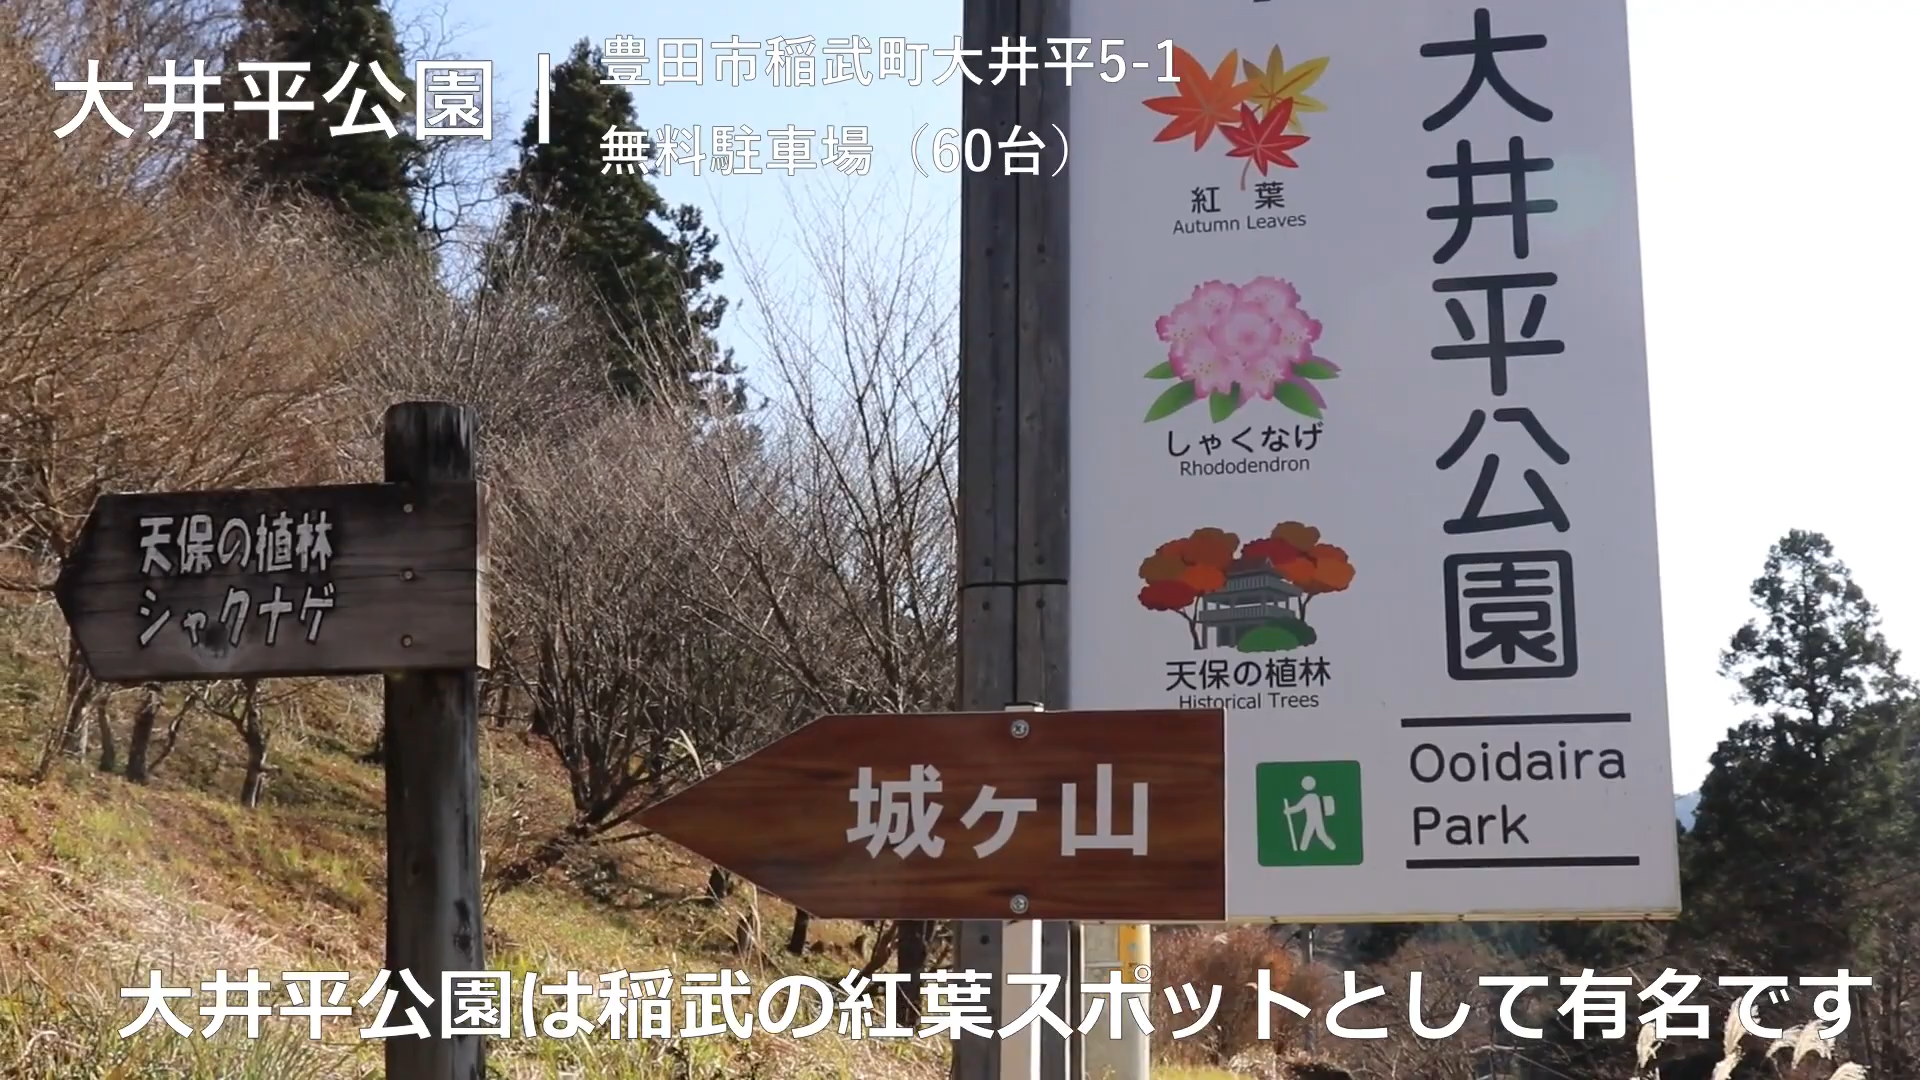 大井平公園
豊田市稲武町大井平5-1
無料駐車場（60台）
大井平公園
紅 葉
Autumn Leaves
しゃくなげ
Rhododendron
天保の植林
Historical Trees
Ooidaira
Park
天保の植林
シャクナゲ
城ヶ山
大井平公園は稲武の紅葉スポットとして有名です